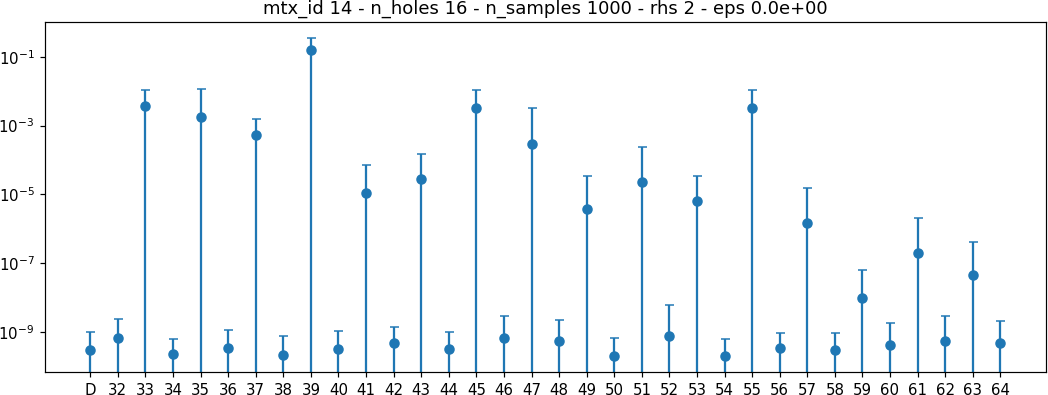 mtx_id 14 - n_holes 16 - n_samples 1000 - rhs 2 - eps 0.0e+00
10⁻¹
10⁻³
10⁻⁵
10⁻⁷
10⁻⁹
D 32 33 34 35 36 37 38 39 40 41 42 43 44 45 46 47 48 49 50 51 52 53 54 55 56 57 58 59 60 61 62 63 64